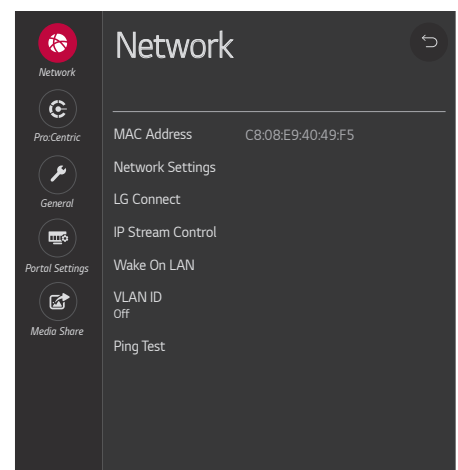 Network
Network
Pro:Centric
General
Portal Settings
Media Share
MAC Address C8:08:E9:40:49:F5
Network Settings
LG Connect
IP Stream Control
Wake On LAN
VLAN ID
Off
Ping Test